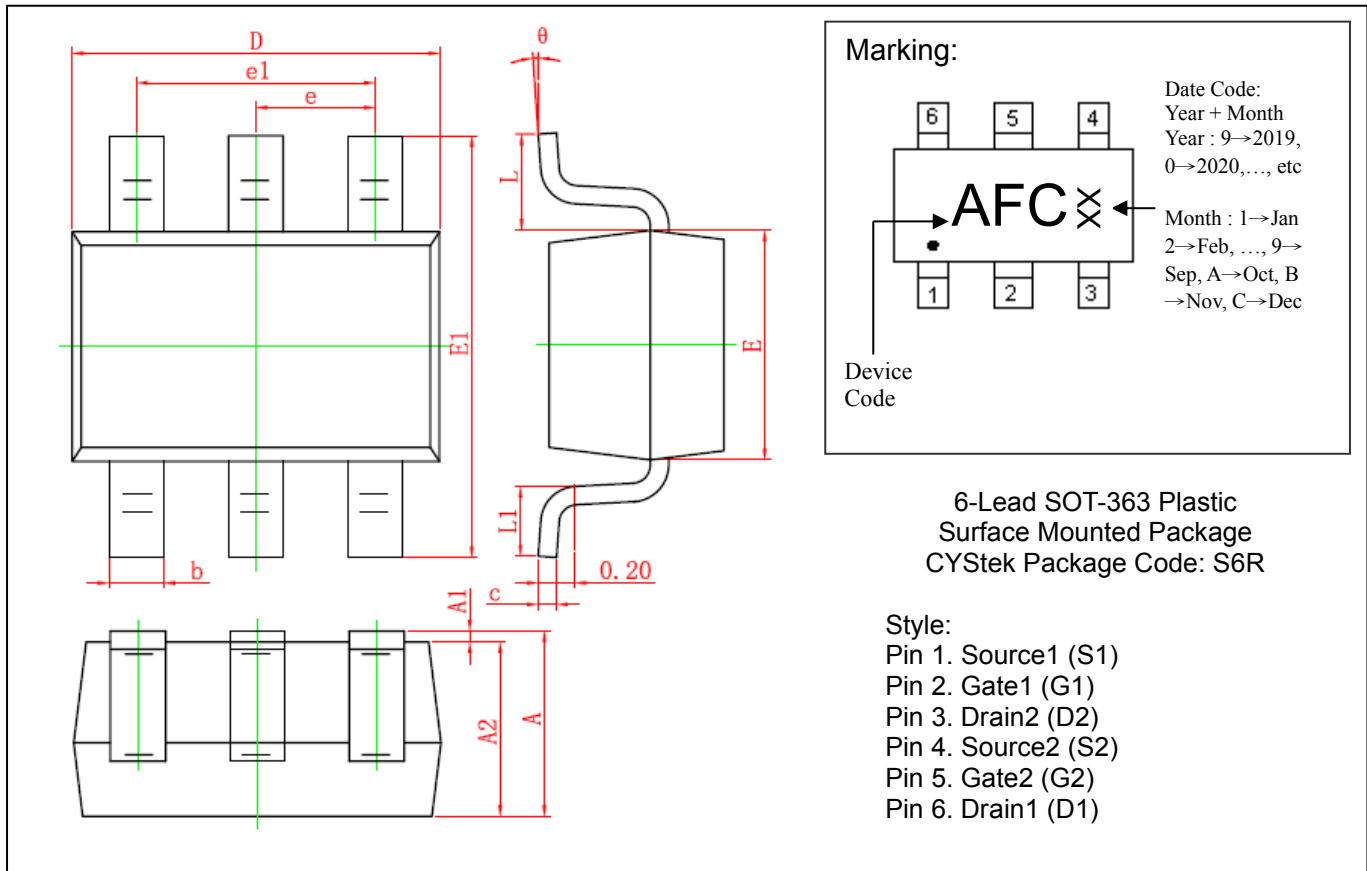 D
e1
e
E1
b
θ
L
E
L1
0.20
c
A1
A2
A
Marking:
6 5 4
AFCXX
1 2 3
Device
Code
Date Code:
Year + Month
Year : 9→2019,
0→2020,…, etc
Month : 1→Jan
2→Feb, …, 9→
Sep, A→Oct, B
→Nov, C→Dec
6-Lead SOT-363 Plastic
Surface Mounted Package
CYStek Package Code: S6R
Style:
Pin 1. Source1 (S1)
Pin 2. Gate1 (G1)
Pin 3. Drain2 (D2)
Pin 4. Source2 (S2)
Pin 5. Gate2 (G2)
Pin 6. Drain1 (D1)